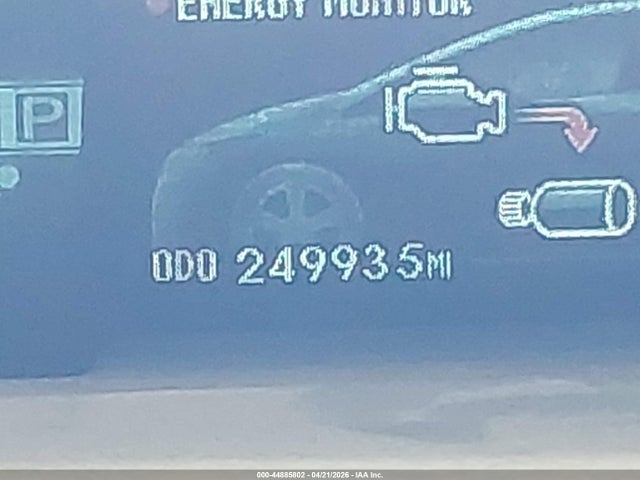 ENERGY MONITOR
P
ODO 249935MI
000-44885802 - 04/21/2026 - IAA Inc.